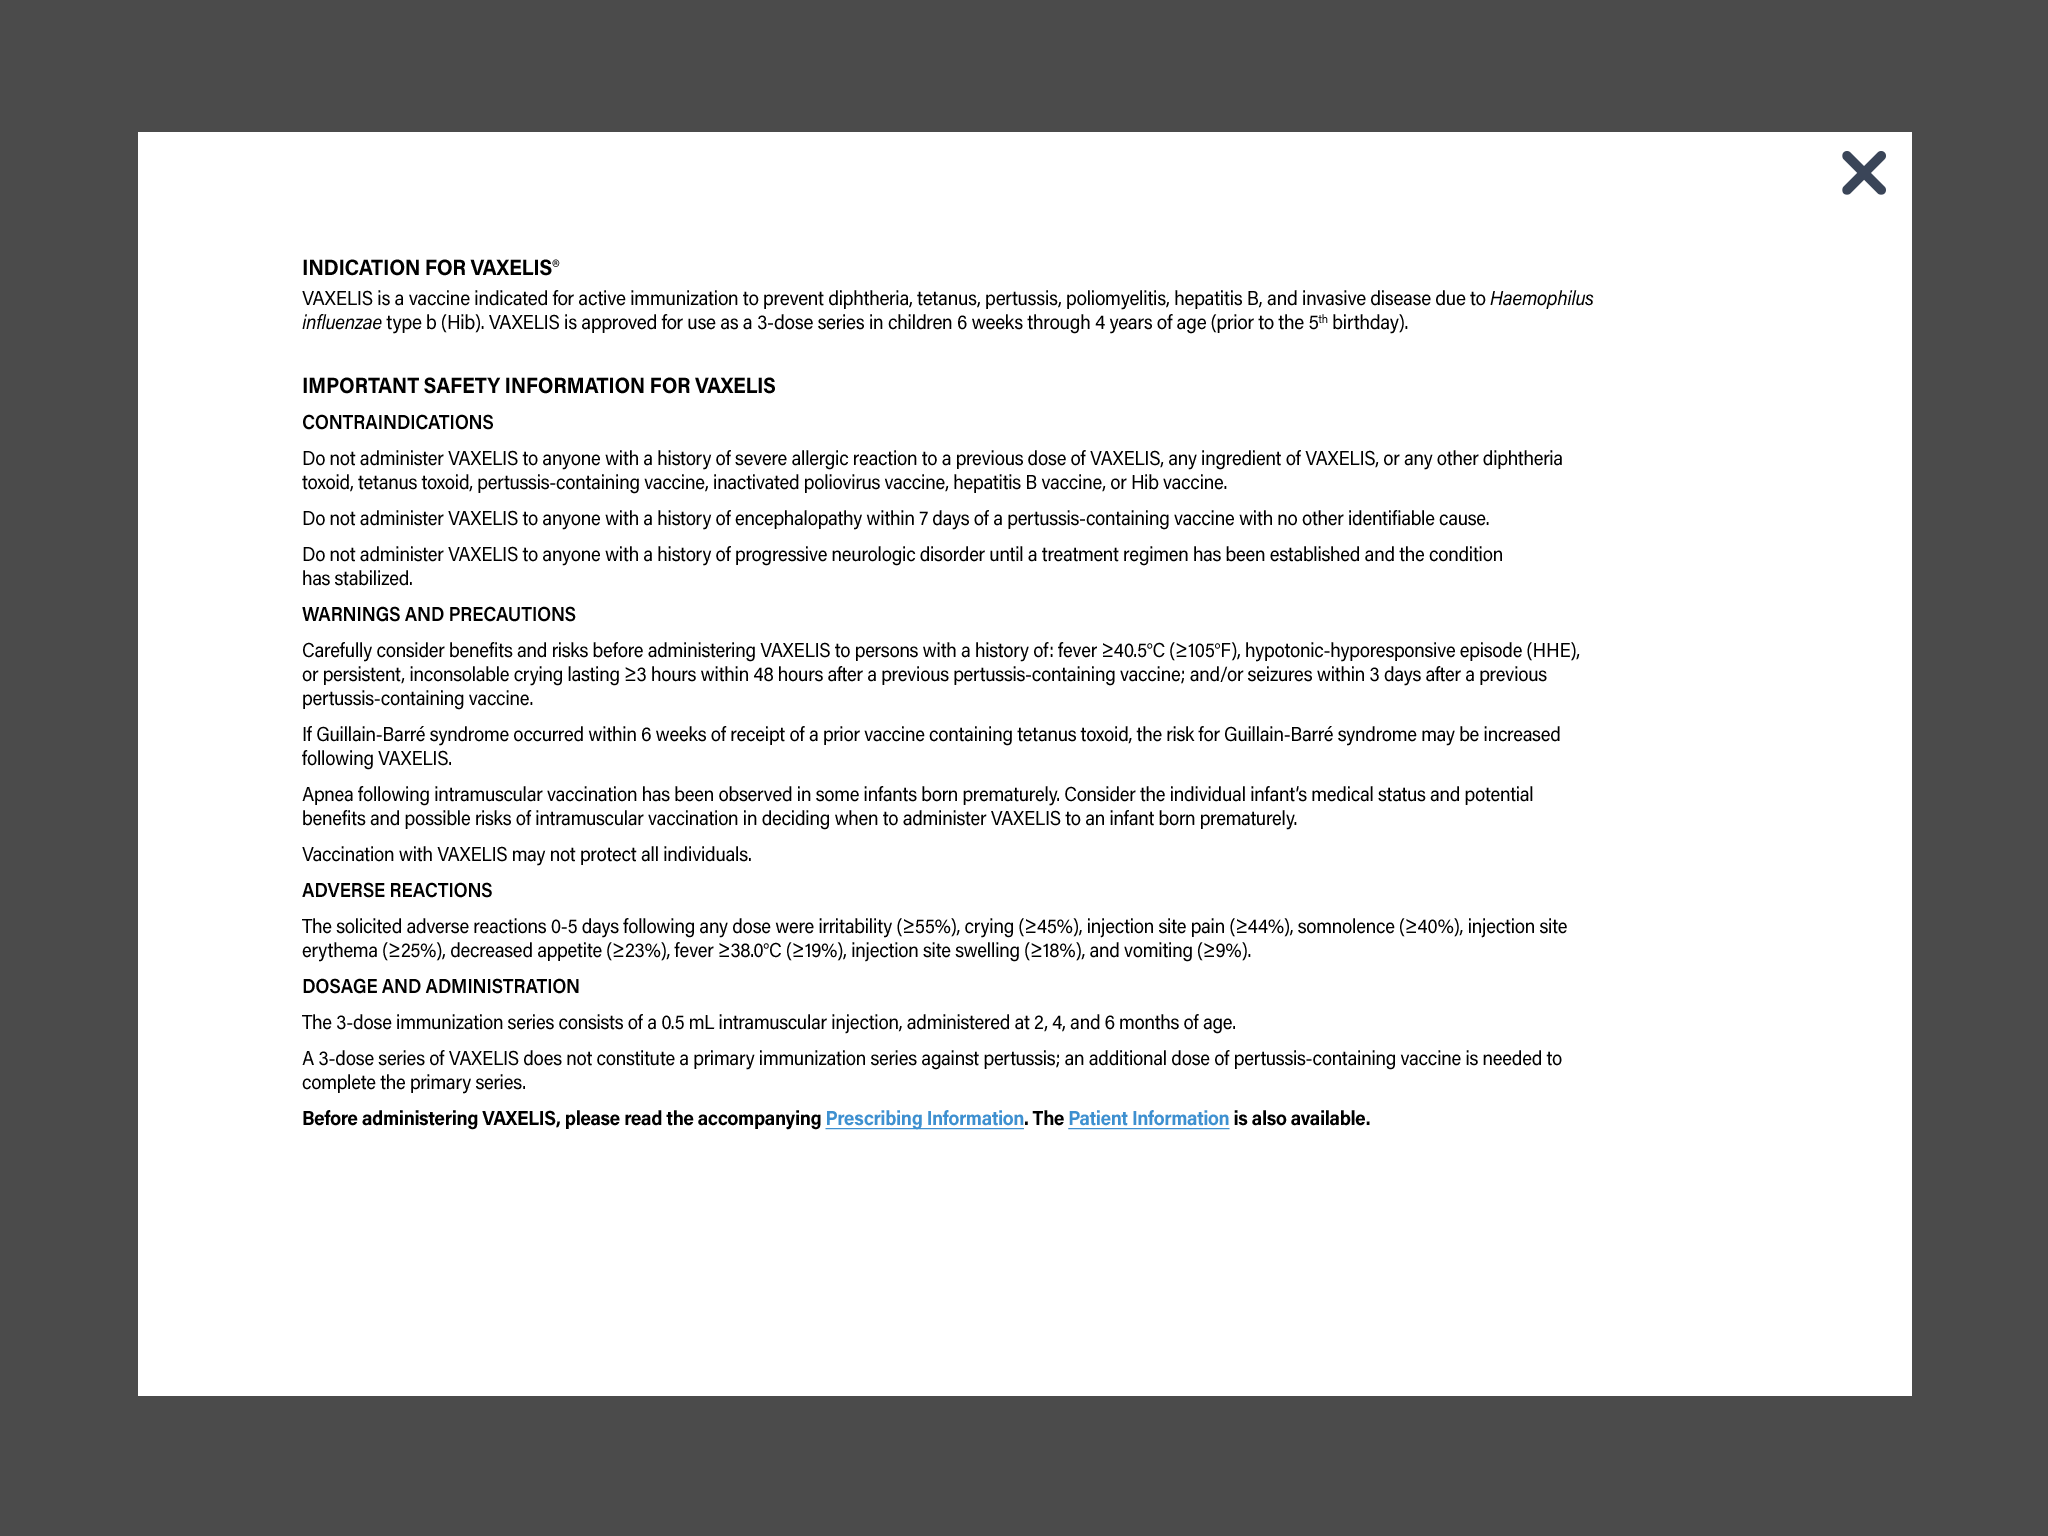 INDICATION FOR VAXELIS®
VAXELIS is a vaccine indicated for active immunization to prevent diphtheria, tetanus, pertussis, poliomyelitis, hepatitis B, and invasive disease due to Haemophilus
influenzae type b (Hib). VAXELIS is approved for use as a 3-dose series in children 6 weeks through 4 years of age (prior to the 5th birthday).
IMPORTANT SAFETY INFORMATION FOR VAXELIS
CONTRAINDICATIONS
Do not administer VAXELIS to anyone with a history of severe allergic reaction to a previous dose of VAXELIS, any ingredient of VAXELIS, or any other diphtheria
toxoid, tetanus toxoid, pertussis-containing vaccine, inactivated poliovirus vaccine, hepatitis B vaccine, or Hib vaccine.
Do not administer VAXELIS to anyone with a history of encephalopathy within 7 days of a pertussis-containing vaccine with no other identifiable cause.
Do not administer VAXELIS to anyone with a history of progressive neurologic disorder until a treatment regimen has been established and the condition
has stabilized.
WARNINGS AND PRECAUTIONS
Carefully consider benefits and risks before administering VAXELIS to persons with a history of: fever ≥40.5°C (≥105°F), hypotonic-hyporesponsive episode (HHE),
or persistent, inconsolable crying lasting ≥3 hours within 48 hours after a previous pertussis-containing vaccine; and/or seizures within 3 days after a previous
pertussis-containing vaccine.
If Guillain-Barré syndrome occurred within 6 weeks of receipt of a prior vaccine containing tetanus toxoid, the risk for Guillain-Barré syndrome may be increased
following VAXELIS.
Apnea following intramuscular vaccination has been observed in some infants born prematurely. Consider the individual infant's medical status and potential
benefits and possible risks of intramuscular vaccination in deciding when to administer VAXELIS to an infant born prematurely.
Vaccination with VAXELIS may not protect all individuals.
ADVERSE REACTIONS
The solicited adverse reactions 0-5 days following any dose were irritability (≥55%), crying (≥45%), injection site pain (≥44%), somnolence (≥40%), injection site
erythema (≥25%), decreased appetite (≥23%), fever ≥38.0°C (≥19%), injection site swelling (≥18%), and vomiting (≥9%).
DOSAGE AND ADMINISTRATION
The 3-dose immunization series consists of a 0.5 mL intramuscular injection, administered at 2, 4, and 6 months of age.
A 3-dose series of VAXELIS does not constitute a primary immunization series against pertussis; an additional dose of pertussis-containing vaccine is needed to
complete the primary series.
Before administering VAXELIS, please read the accompanying Prescribing Information. The Patient Information is also available.